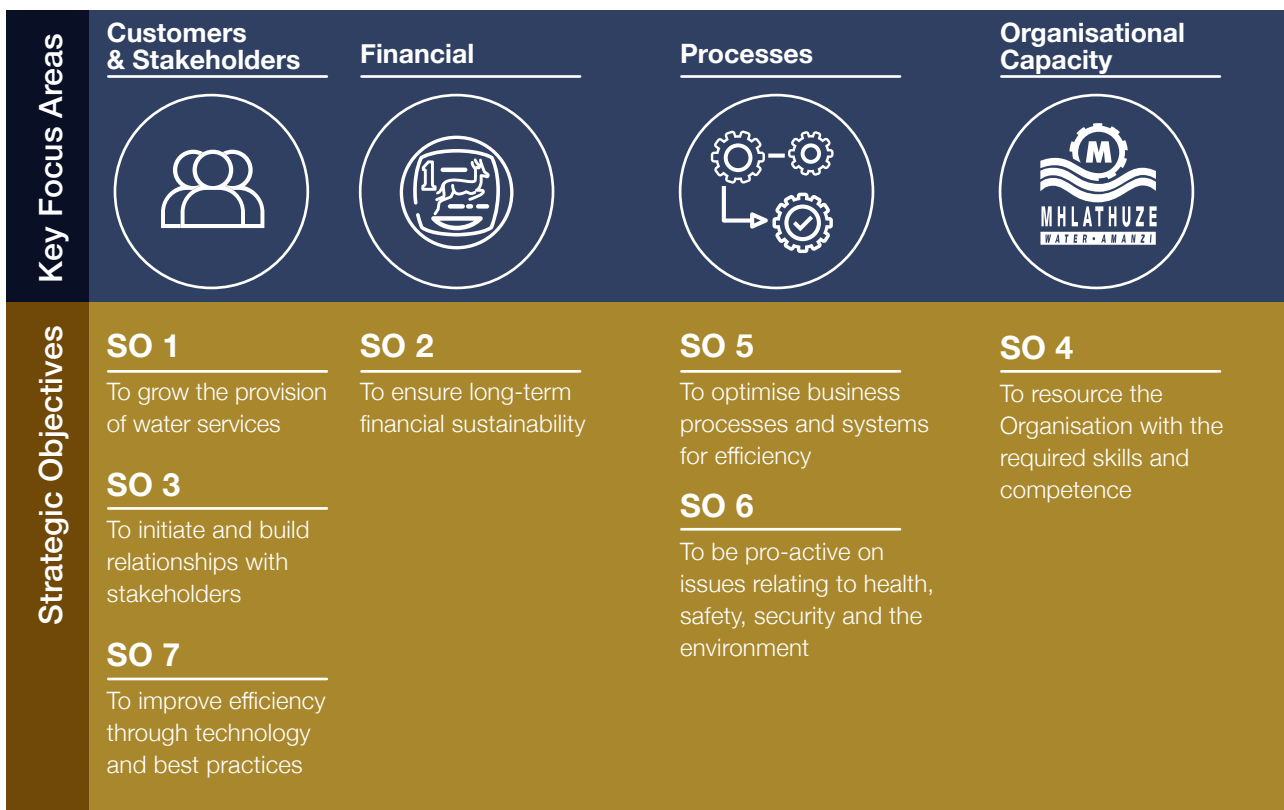 Key Focus Areas
Customers
& Stakeholders
Financial
Processes
Organisational
Capacity
1
M
MHLATHUZE
WATER • AMANZI
Strategic Objectives
SO 1
To grow the provision
of water services
SO 3
To initiate and build
relationships with
stakeholders
SO 7
To improve efficiency
through technology
and best practices
SO 2
To ensure long-term
financial sustainability
SO 5
To optimise business
processes and systems
for efficiency
SO 6
To be pro-active on
issues relating to health,
safety, security and the
environment
SO 4
To resource the
Organisation with the
required skills and
competence